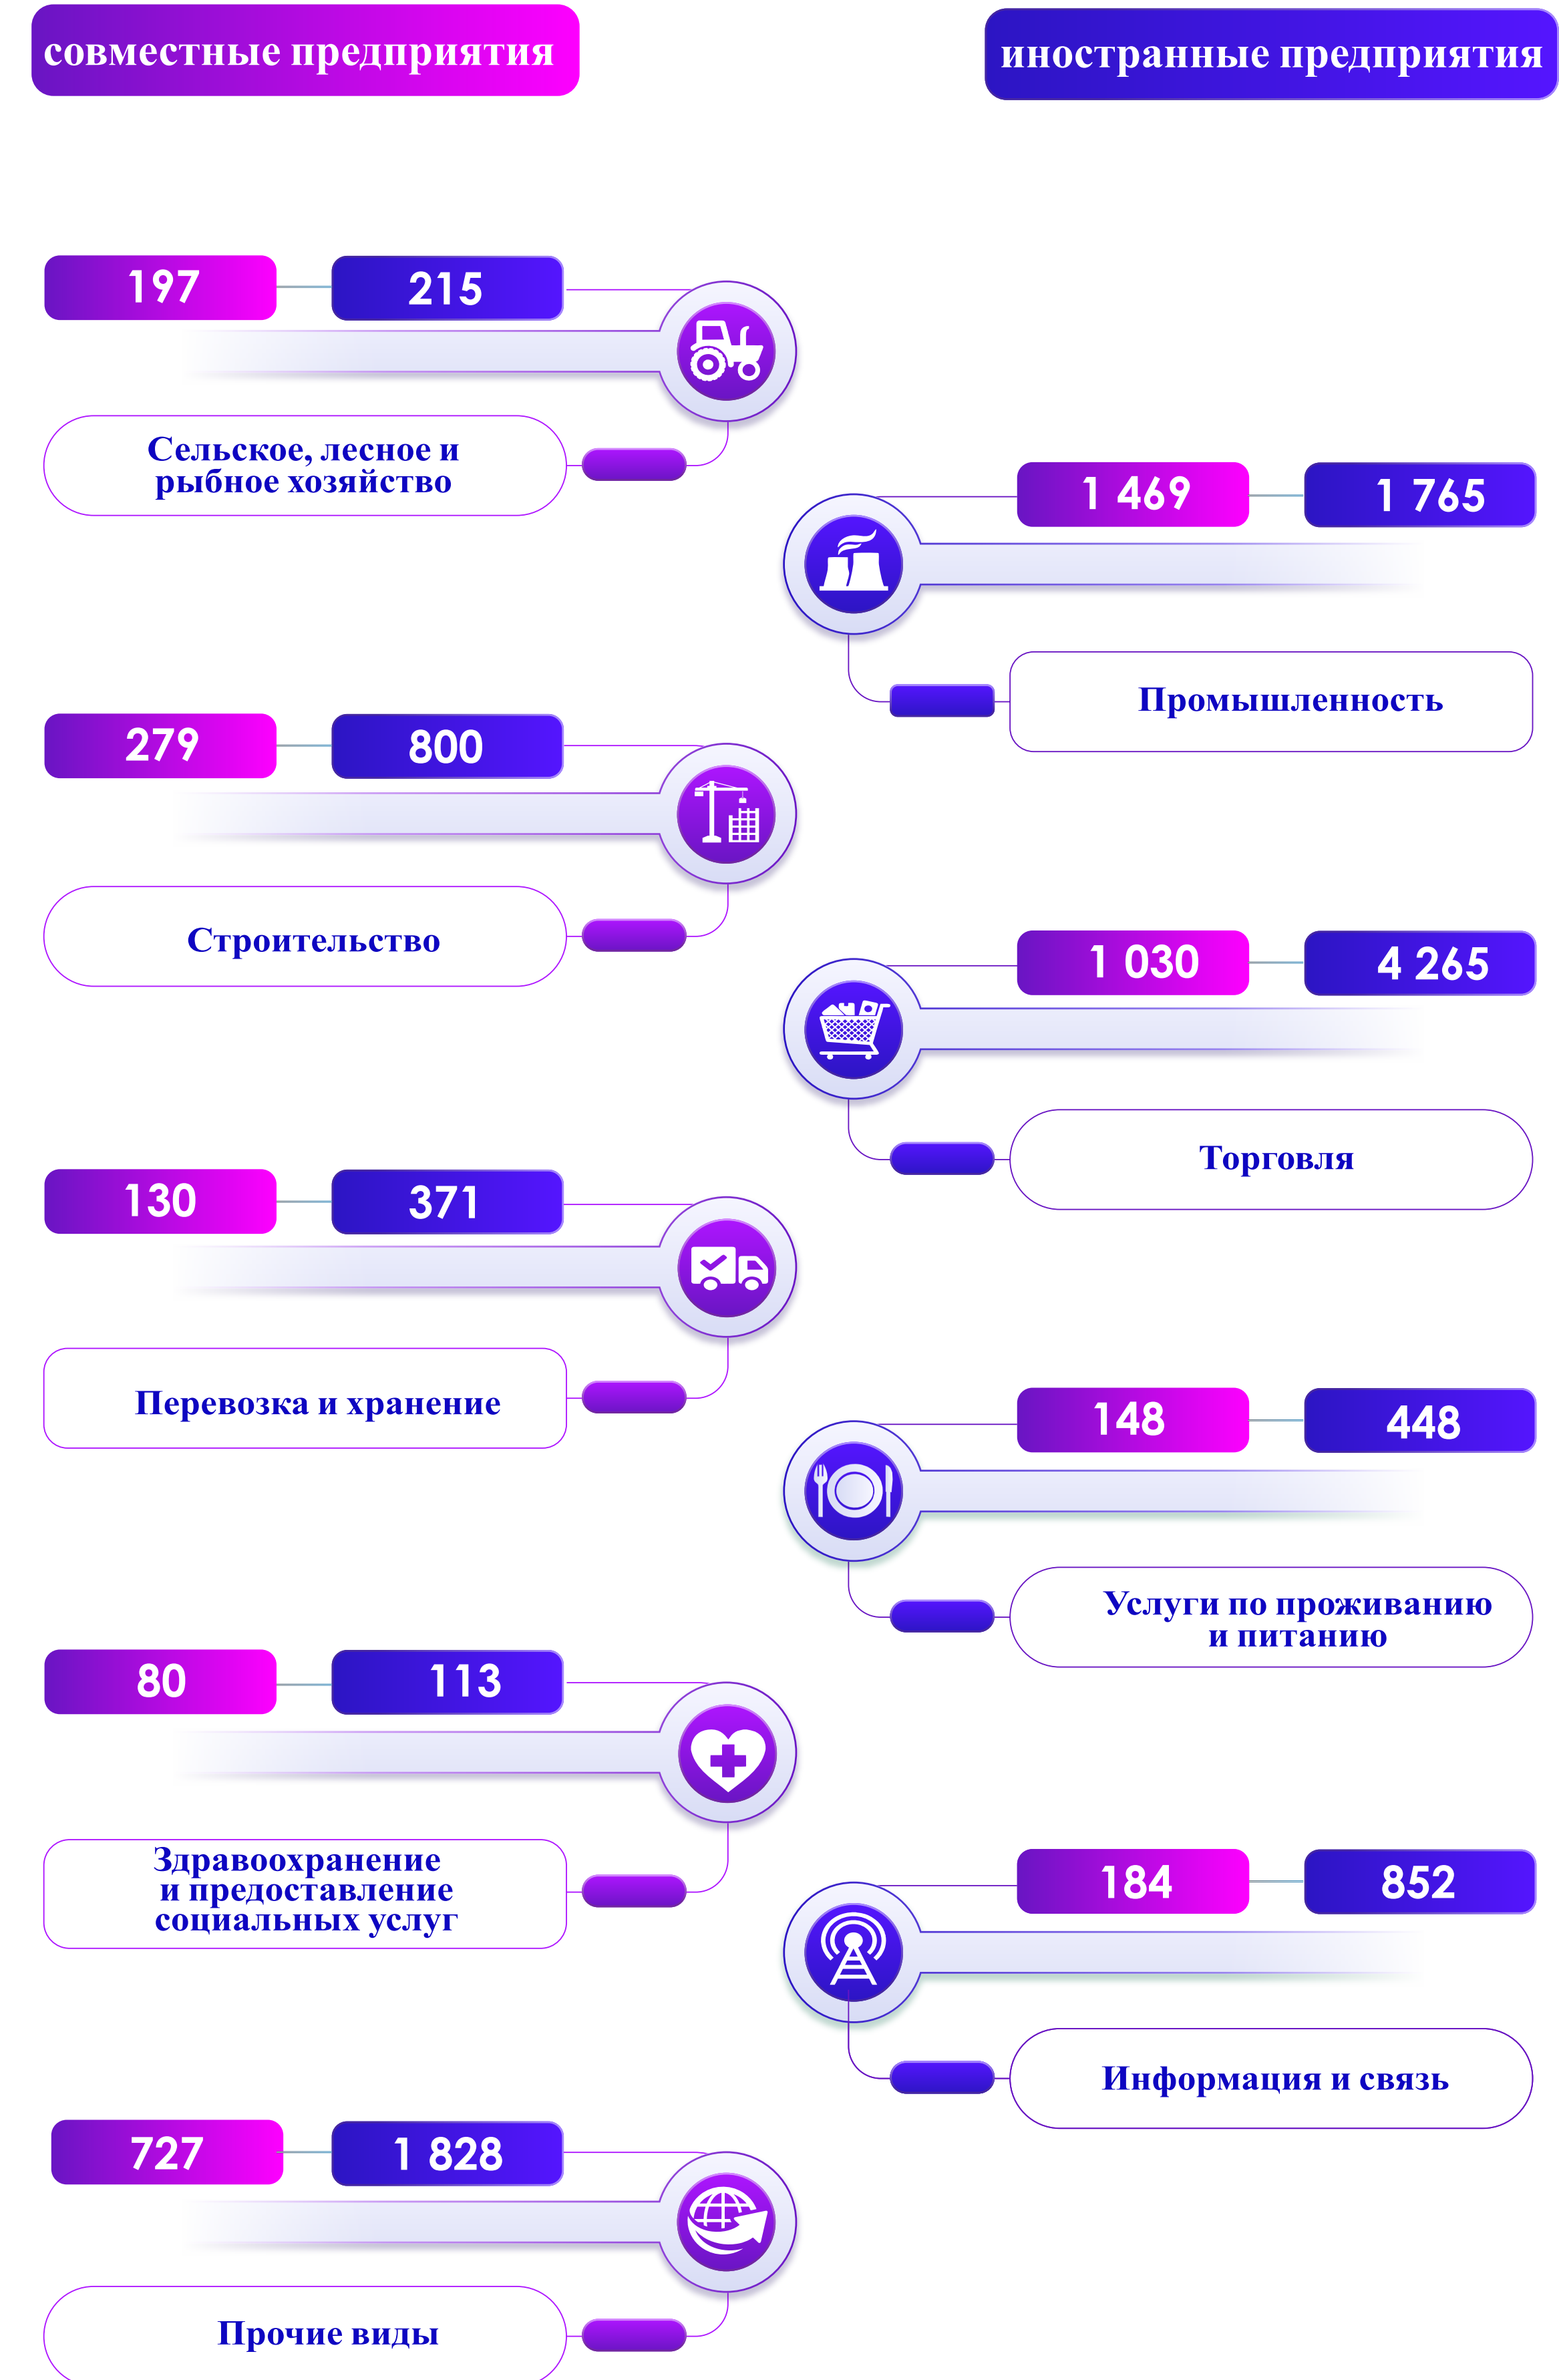 совместные предприятия
иностранные предприятия
197
215
Сельское, лесное и
рыбное хозяйство
1 469
1 765
Промышленность
279
800
Строительство
1 030
4 265
Торговля
130
371
Перевозка и хранение
148
448
Услуги по проживанию
и питанию
80
113
Здравоохранение
и предоставление
социальных услуг
184
852
Информация и связь
727
1 828
Прочие виды